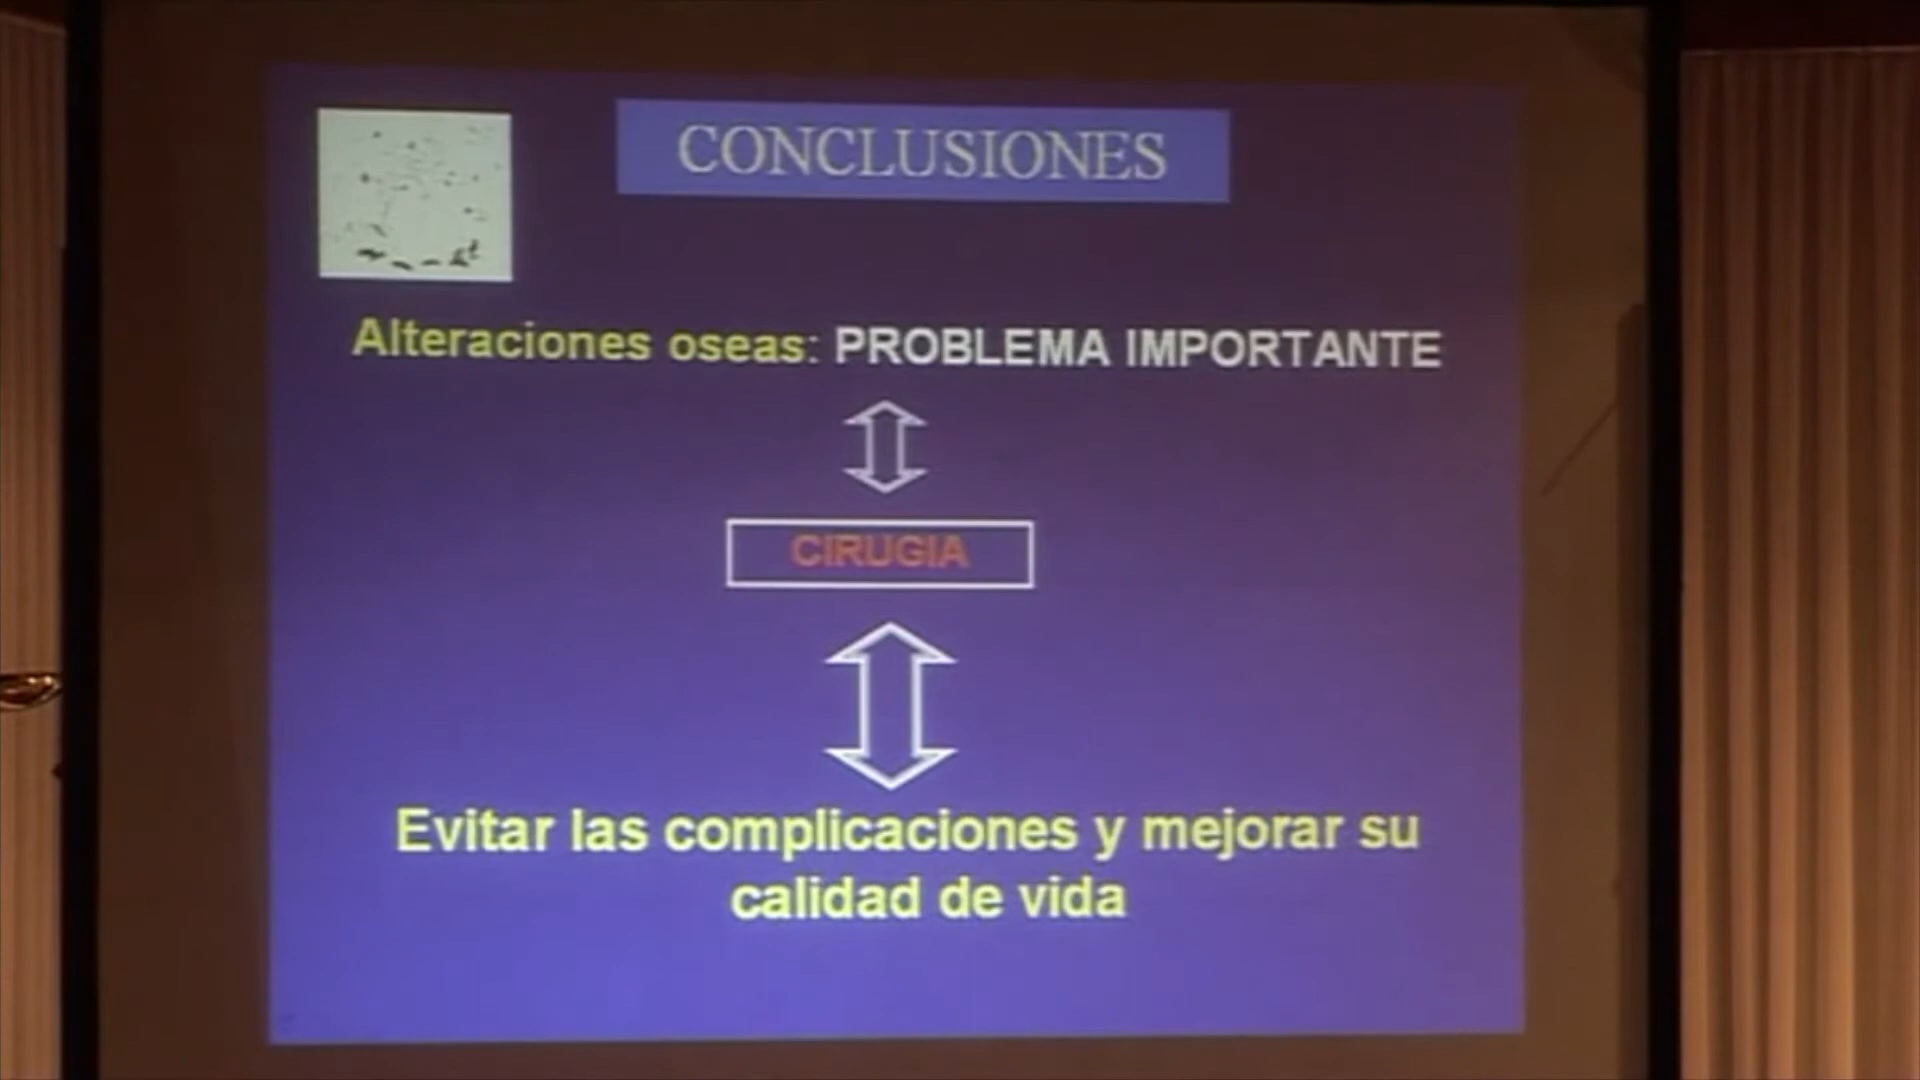 CONCLUSIONES
Alteraciones oseas: PROBLEMA IMPORTANTE
CIRUGIA
Evitar las complicaciones y mejorar su
calidad de vida